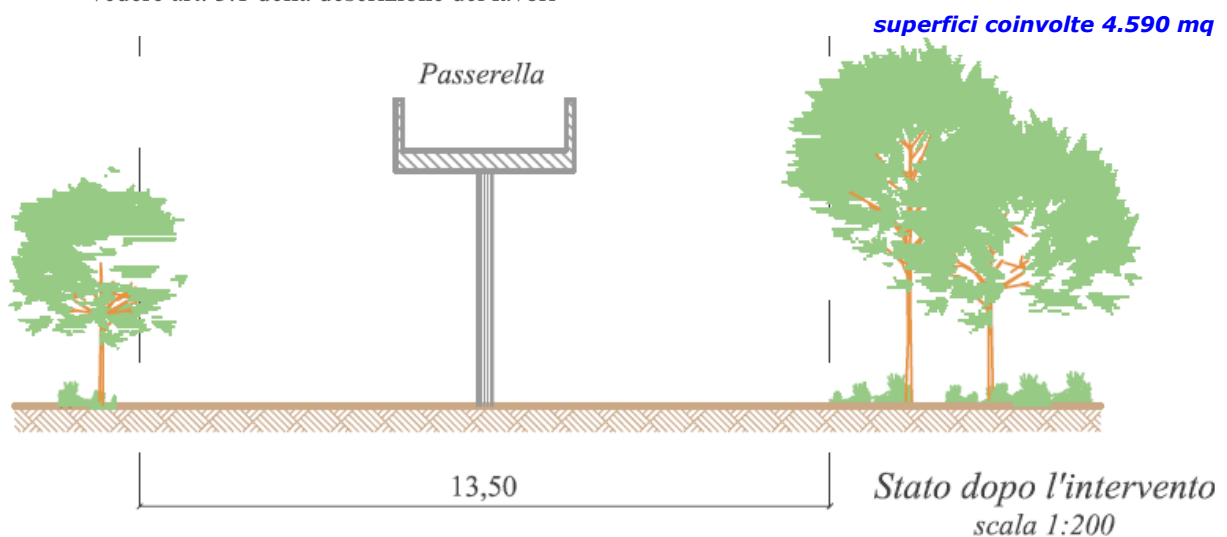 superfici coinvolte 4.590 mq
Passerella
13,50
Stato dopo l'intervento
scala 1:200